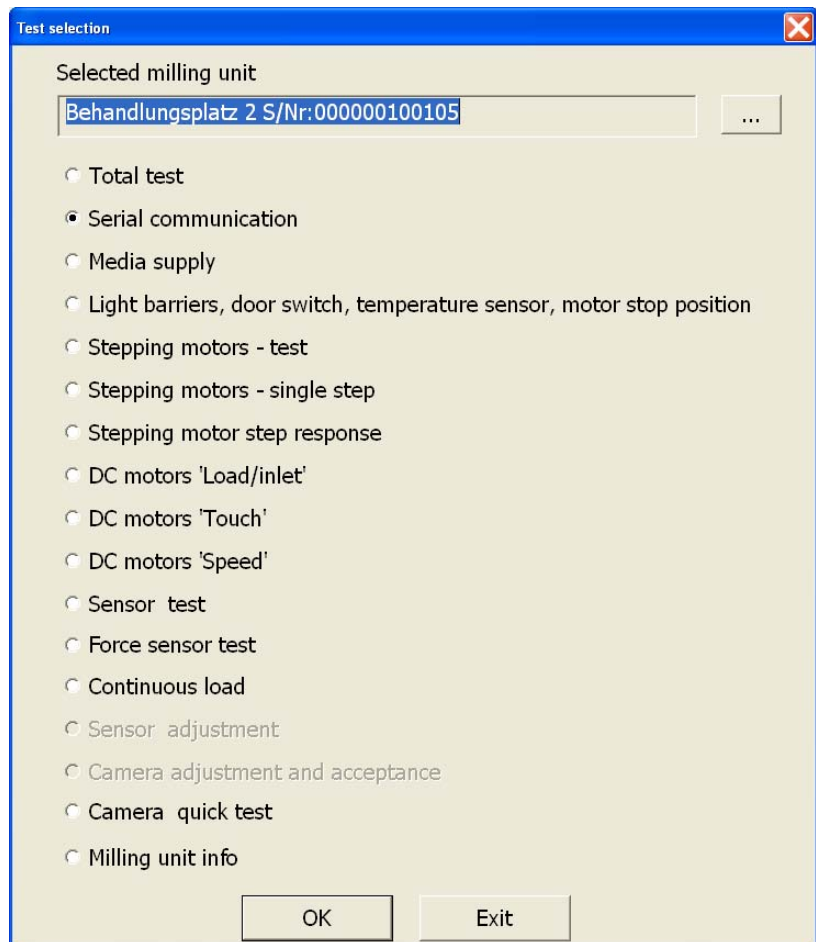 Test selection
Selected milling unit
Behandlungsplatz 2 S/Nr:000000100105
...
Total test
Serial communication
Media supply
Light barriers, door switch, temperature sensor, motor stop position
Stepping motors - test
Stepping motors - single step
Stepping motor step response
DC motors 'Load/inlet'
DC motors 'Touch'
DC motors 'Speed'
Sensor test
Force sensor test
Continuous load
Sensor adjustment
Camera adjustment and acceptance
Camera quick test
Milling unit info
OK Exit